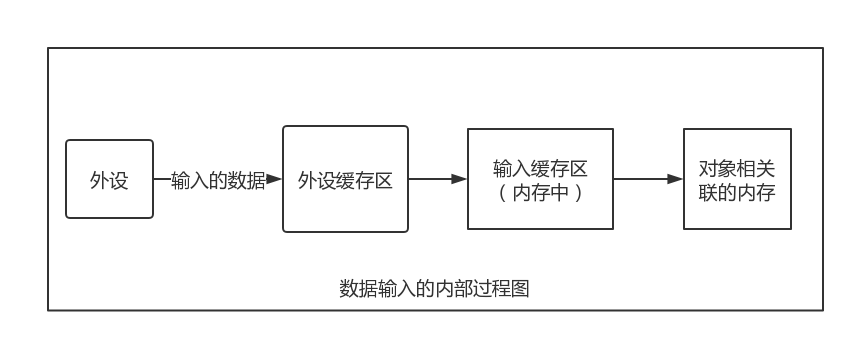 外设
输入的数据
外设缓存区
输入缓存区
（内存中）
对象相关
联的内存
数据输入的内部过程图